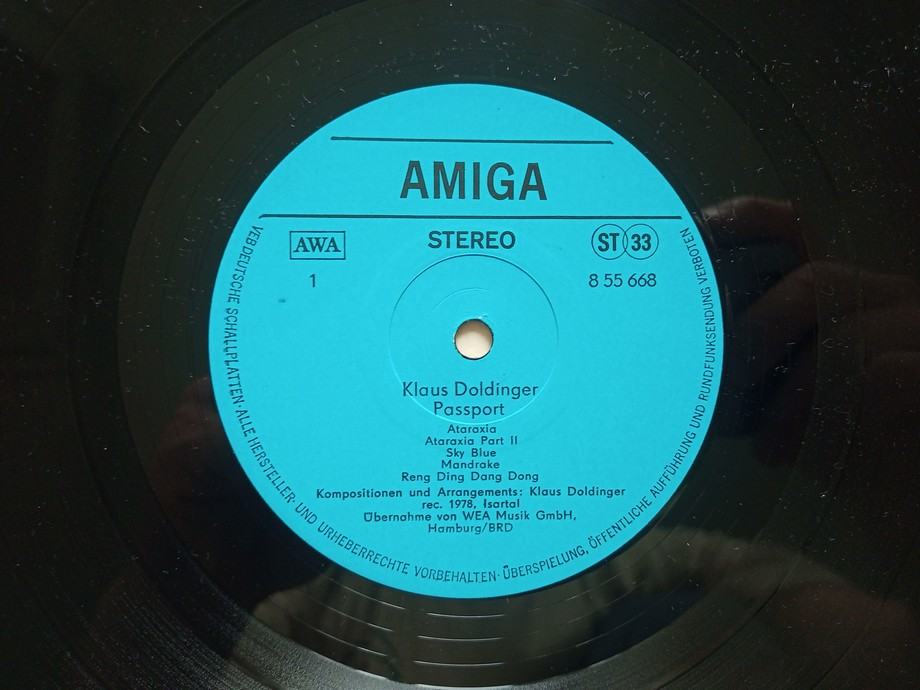 AMIGA
AWA
STEREO
ST 33
1
8 55 668
Klaus Doldinger
Passport
Ataraxia
Ataraxia Part II
Sky Blue
Mandrake
Reng Ding Dang Dong
Kompositionen und Arrangements: Klaus Doldinger
rec. 1978, Isartal
Übernahme von WEA Musik GmbH,
Hamburg/BRD
VEB DEUTSCHE SCHALLPLATTEN · ALLE HERSTELLER- UND URHEBERRECHTE VORBEHALTEN · ÜBERSPIELUNG, ÖFFENTLICHE AUFFÜHRUNG UND RUNDFUNKSENDUNG VERBOTEN